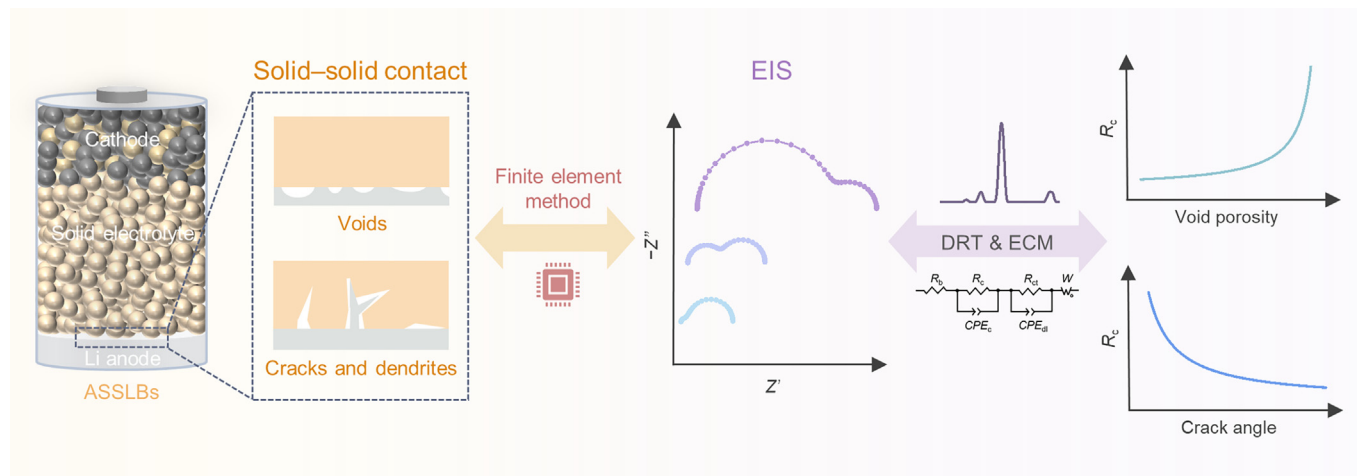 Cathode
Solid electrolyte
Li anode
ASSLBs
Solid–solid contact
Voids
Cracks and dendrites
Finite element
method
EIS
−Z″
Z′
DRT & ECM
Rb
Rc
Rct
W
CPEc
CPEdl
Rc
Void porosity
Rc
Crack angle